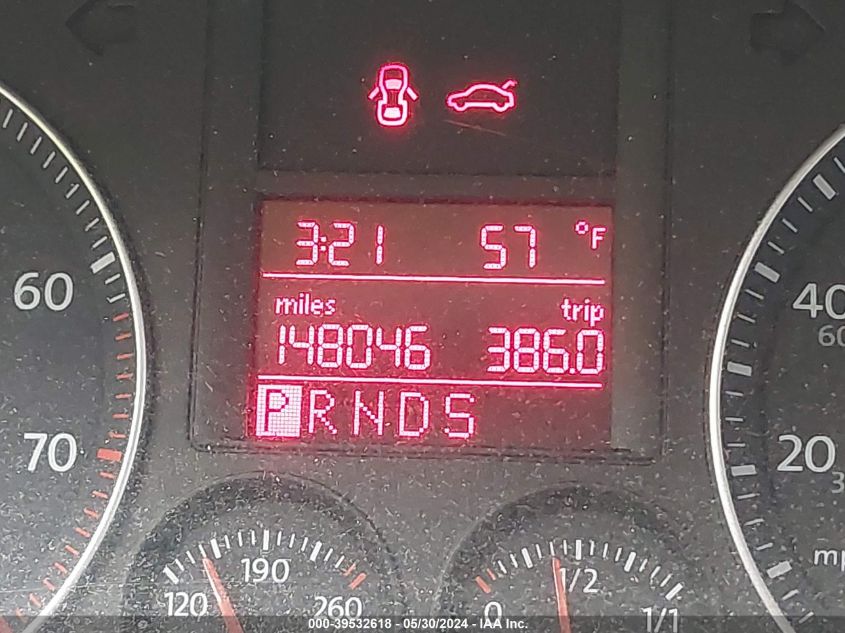 3:21 57 °F
miles trip
148046 386.0
P R N D S
60
70
40
60
20
120 190 260
0 1/2 1/1
000-39532618 - 05/30/2024 - IAA Inc.